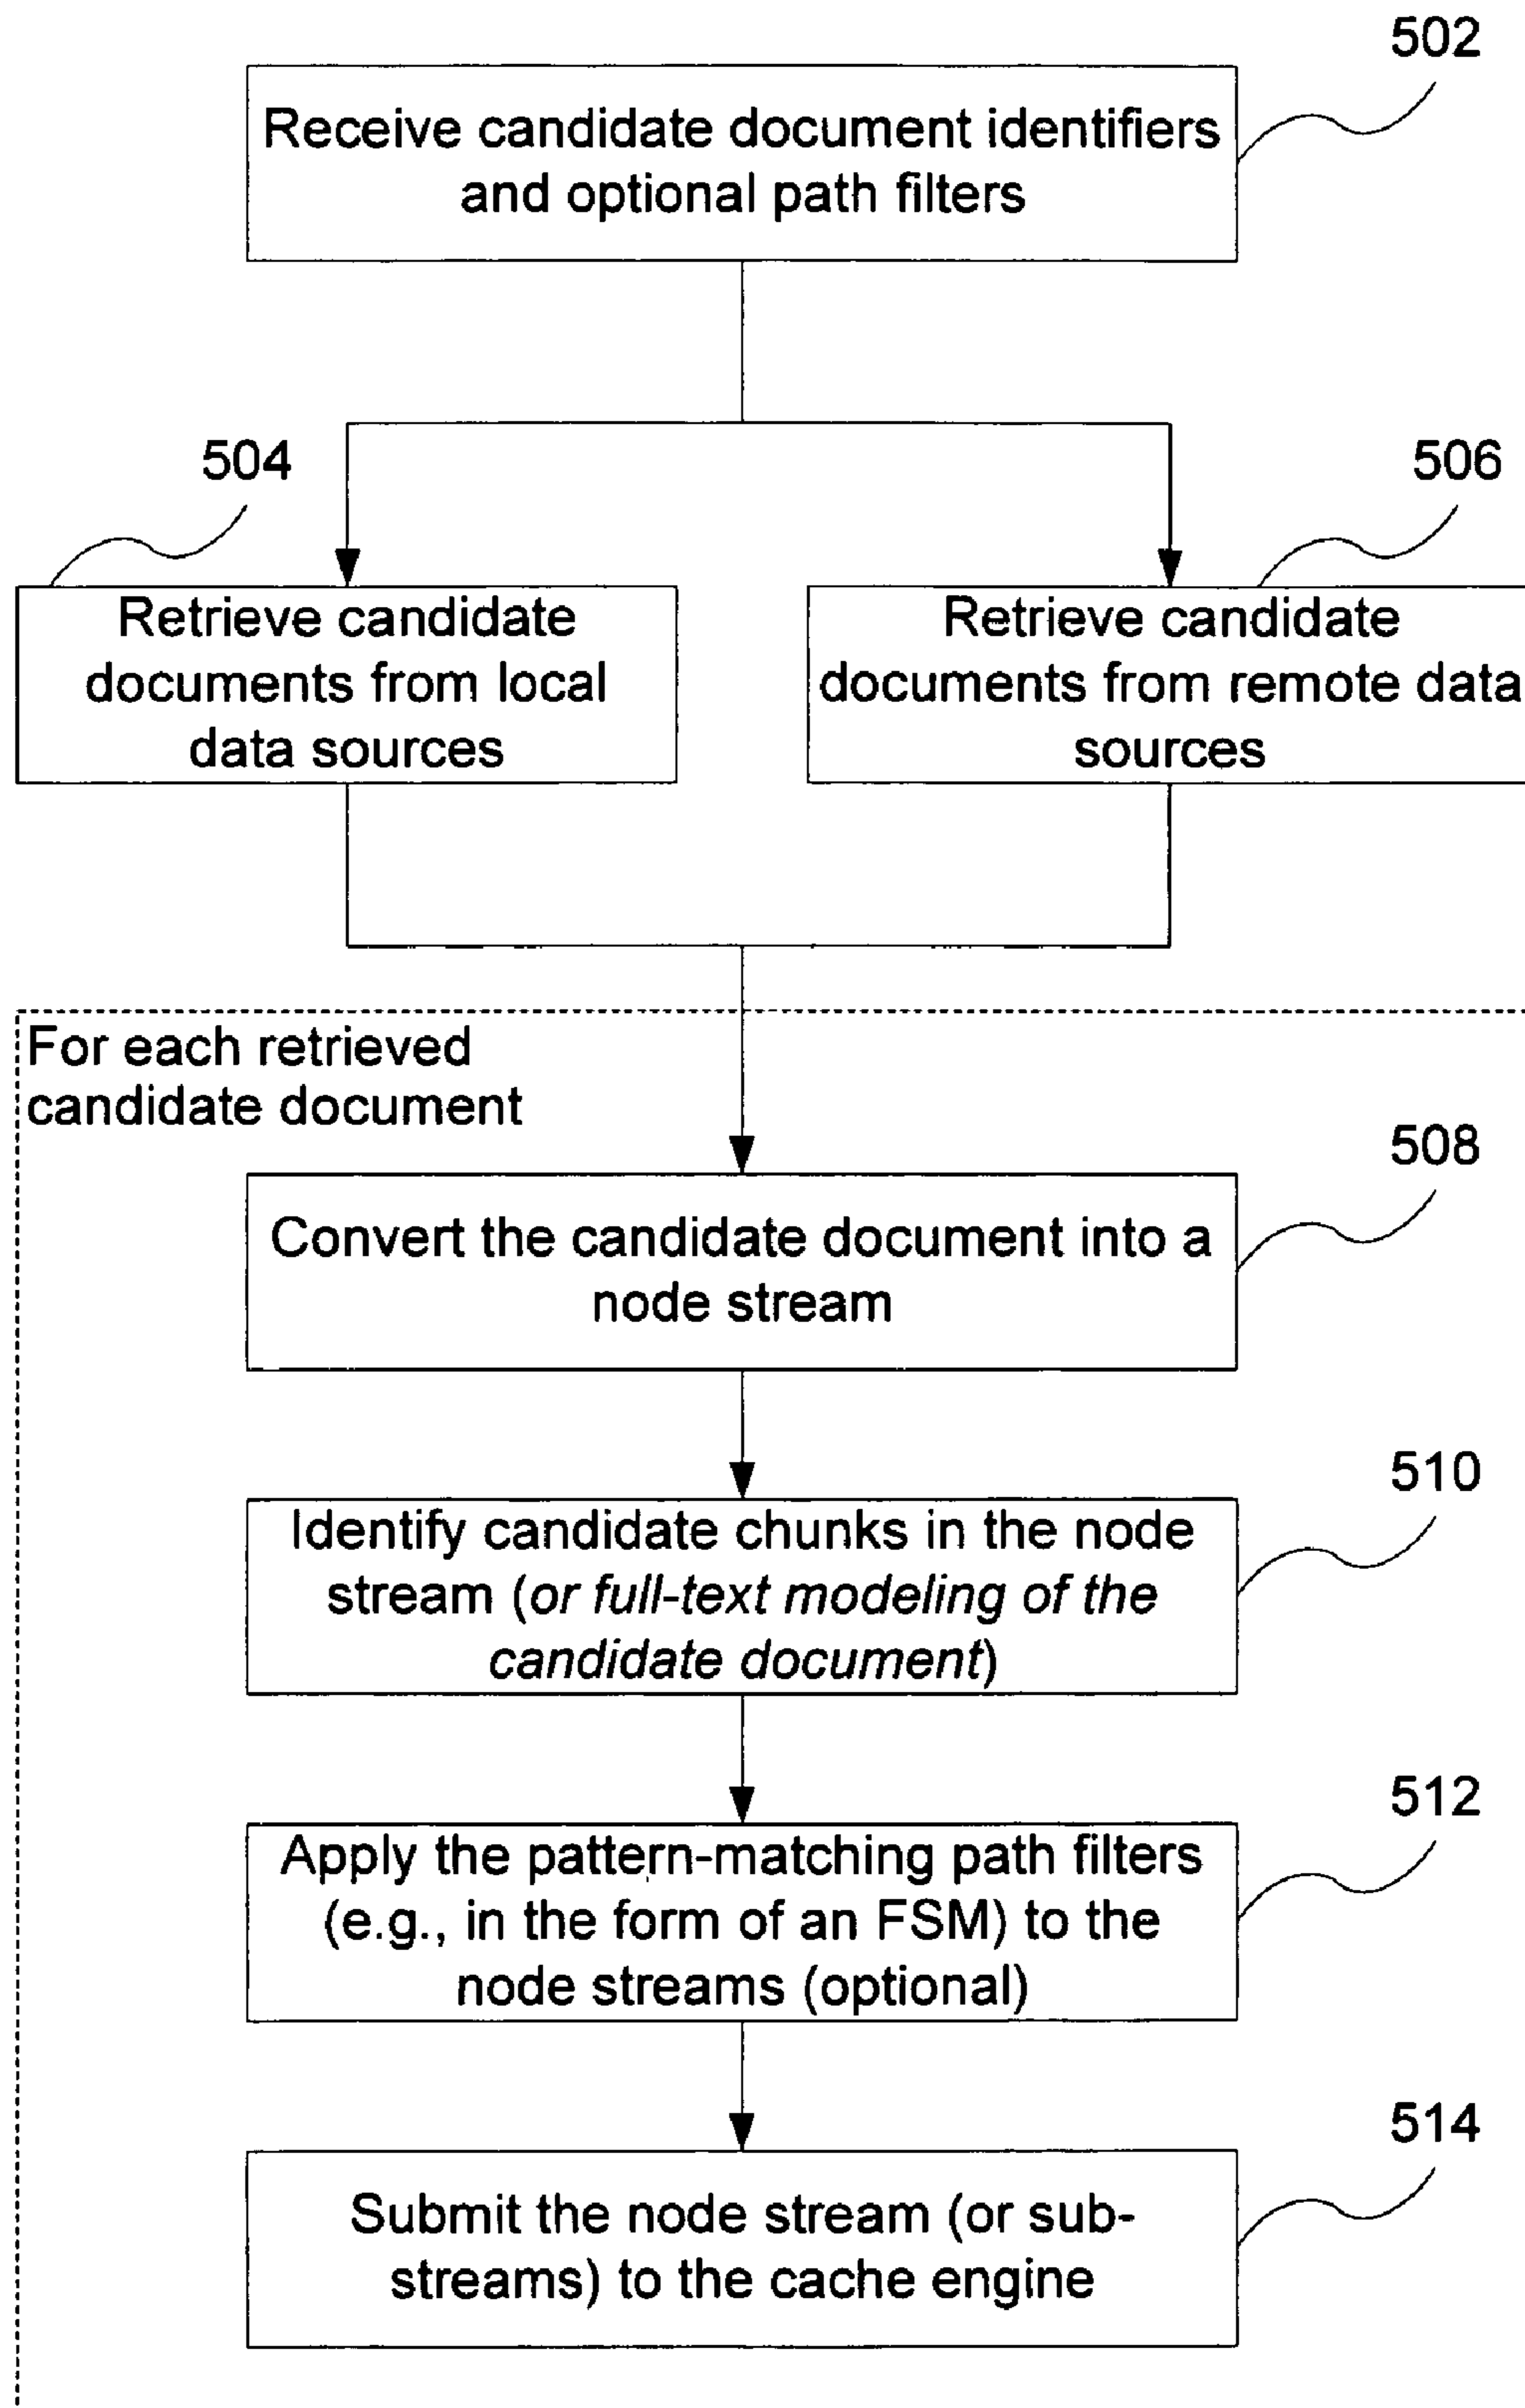 502
Receive candidate document identifiers
and optional path filters
504
506
Retrieve candidate
documents from local
data sources
Retrieve candidate
documents from remote data
sources
For each retrieved
candidate document
508
Convert the candidate document into a
node stream
510
Identify candidate chunks in the node
stream (or full-text modeling of the
candidate document)
512
Apply the pattern-matching path filters
(e.g., in the form of an FSM) to the
node streams (optional)
514
Submit the node stream (or sub-
streams) to the cache engine